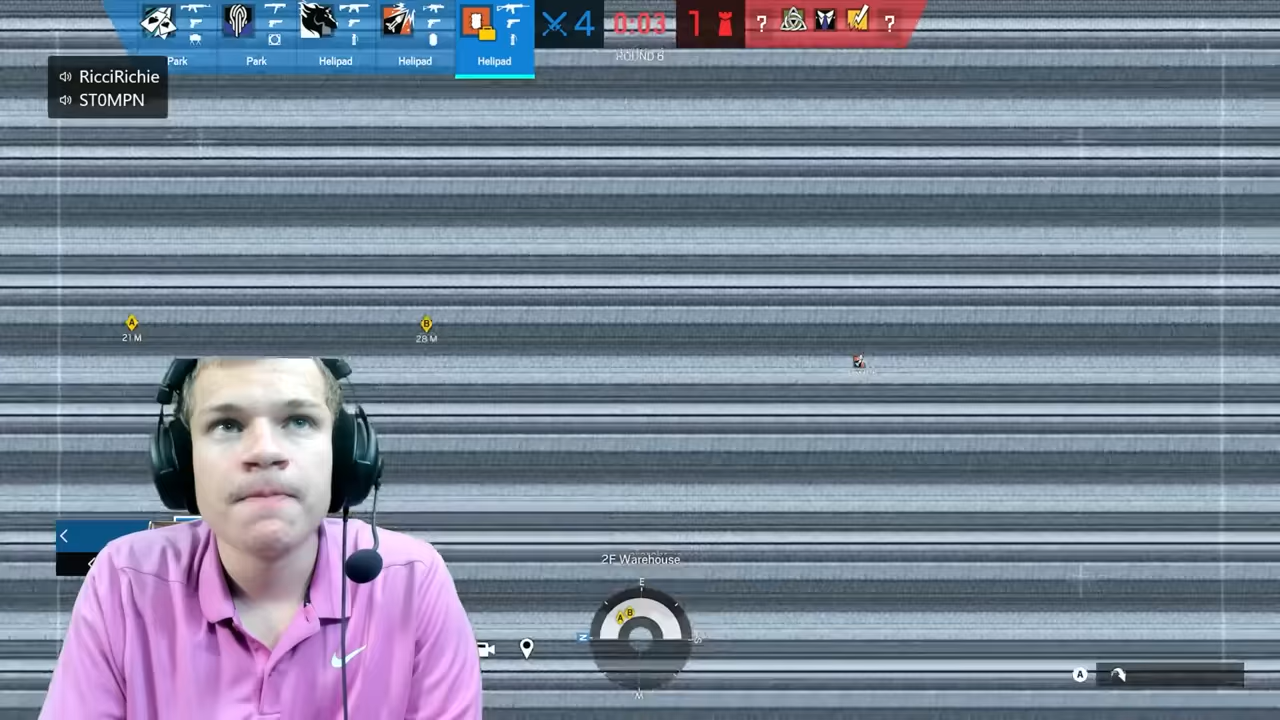 4 0:03 1 ? ?
Park Park Helipad Helipad Helipad
ROUND 6
RicciRichie
ST0MPN
A B
21 M 28 M
2F Warehouse
E
A B
N
W
A